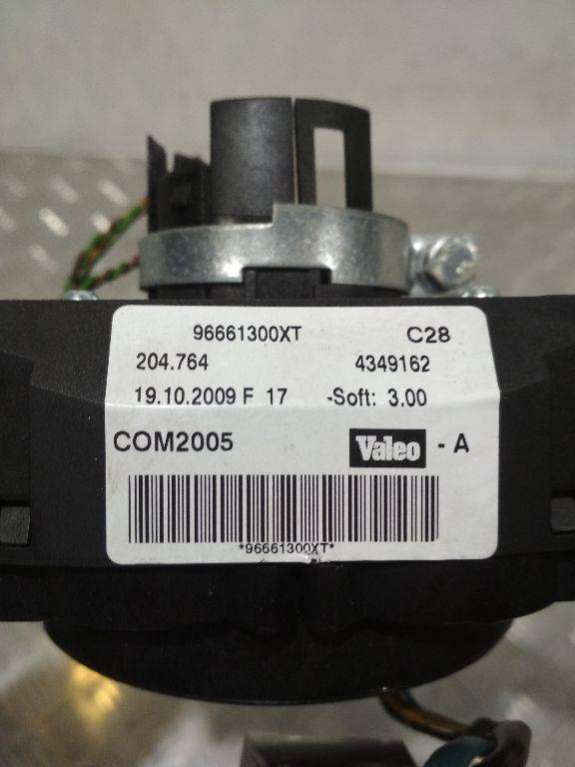 96661300XT C28
204.764 4349162
19.10.2009 F 17 -Soft: 3.00
COM2005 Valeo - A
*96661300XT*